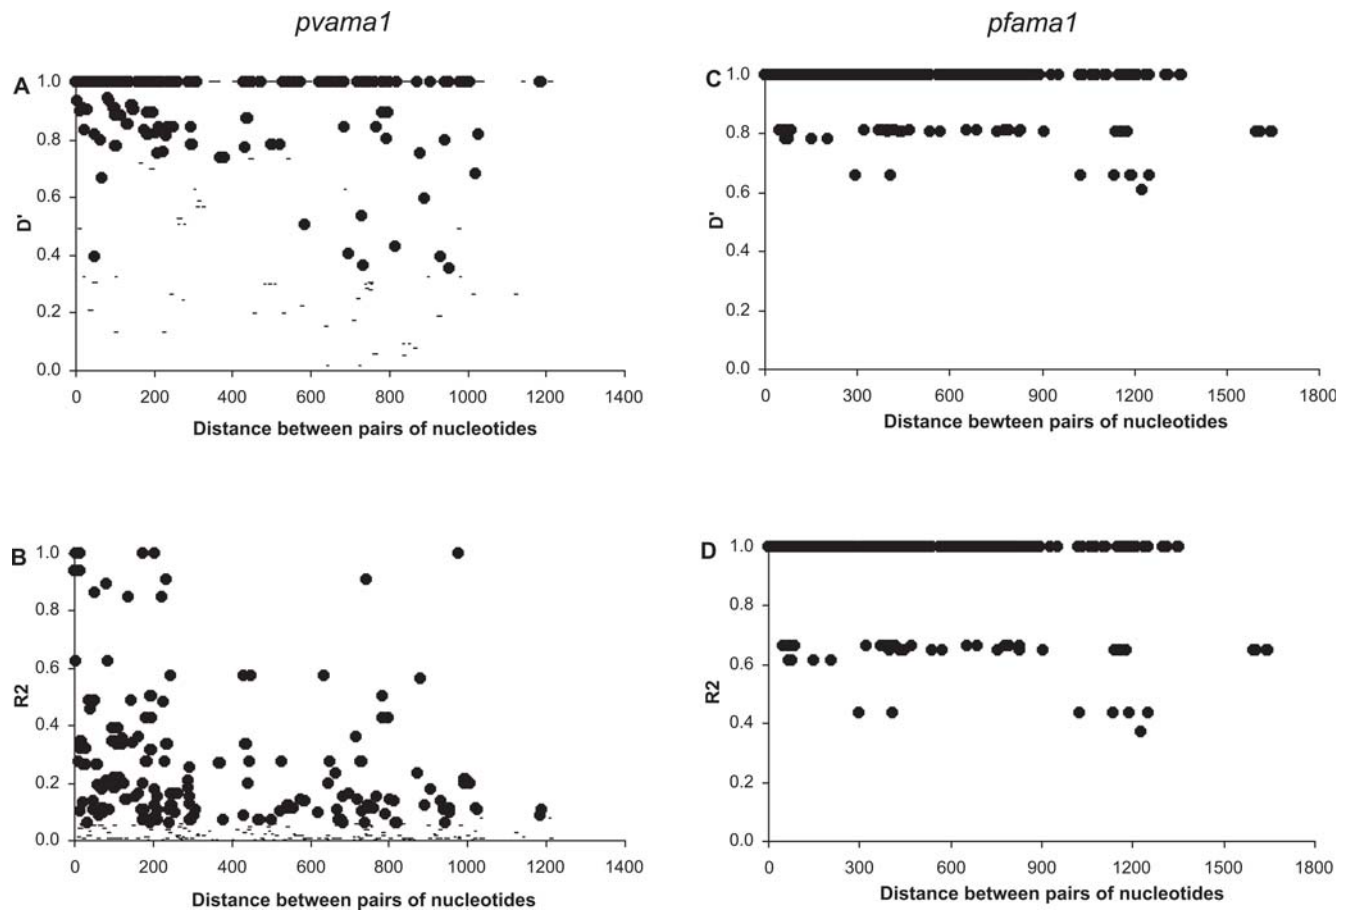 pvama1
pfama1
A
1.0
0.8
0.6
0.4
0.2
0.0
D'
0 200 400 600 800 1000 1200 1400
Distance between pairs of nucleotides
C
1.0
0.8
0.6
0.4
0.2
0.0
D'
0 300 600 900 1200 1500 1800
Distance bewteen pairs of nucleotides
B
1.0
0.8
0.6
0.4
0.2
0.0
R2
0 200 400 600 800 1000 1200 1400
Distance between pairs of nucleotides
D
1.0
0.8
0.6
0.4
0.2
0.0
R2
0 300 600 900 1200 1500 1800
Distance between pairs of nucleotides